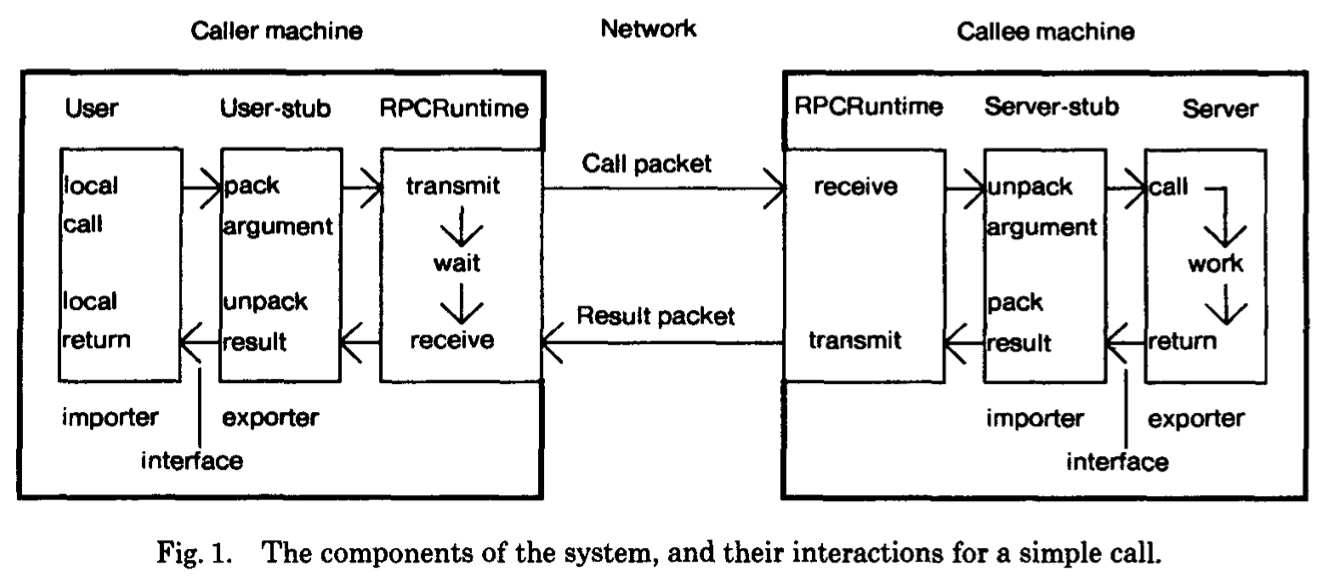 Caller machine Network Callee machine
User User-stub RPCRuntime RPCRuntime Server-stub Server
Call packet
local pack transmit receive unpack call
call argument argument
wait work
local unpack pack
Result packet
return result receive transmit result return
importer exporter importer exporter
interface interface
Fig. 1. The components of the system, and their interactions for a simple call.